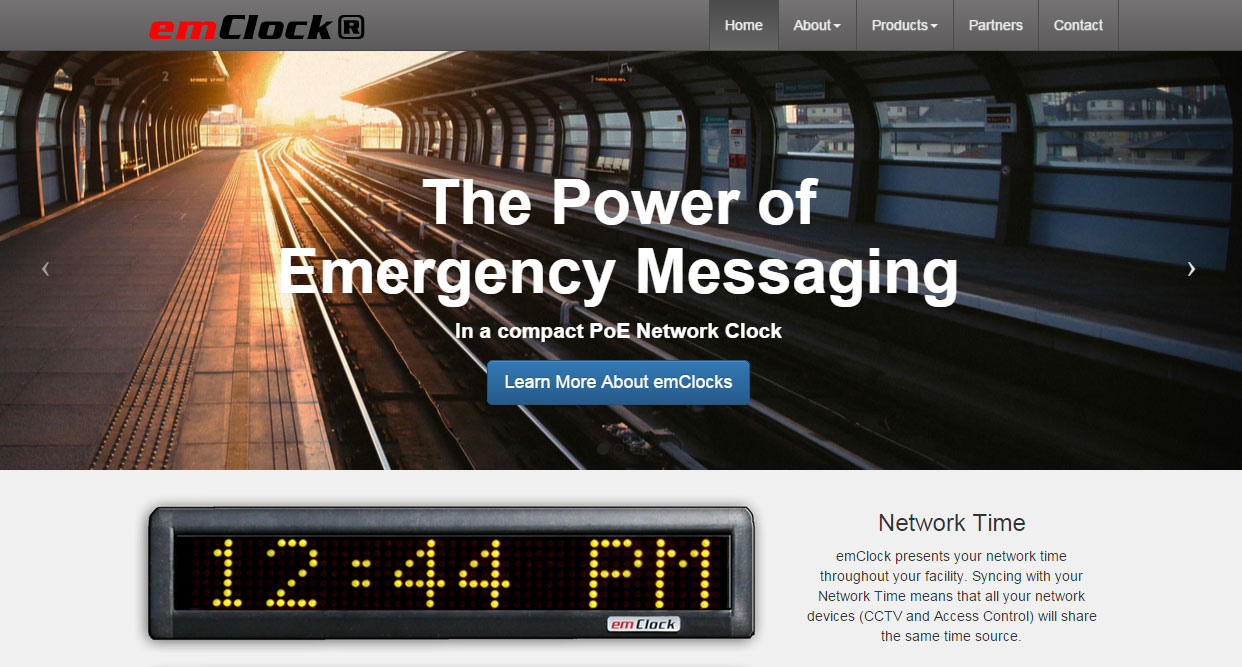 emClock®
Home
About
Products
Partners
Contact
The Power of
Emergency Messaging
In a compact PoE Network Clock
Learn More About emClocks
12:44 PM
emClock
Network Time
emClock presents your network time
throughout your facility. Syncing with your
Network Time means that all your network
devices (CCTV and Access Control) will share
the same time source.